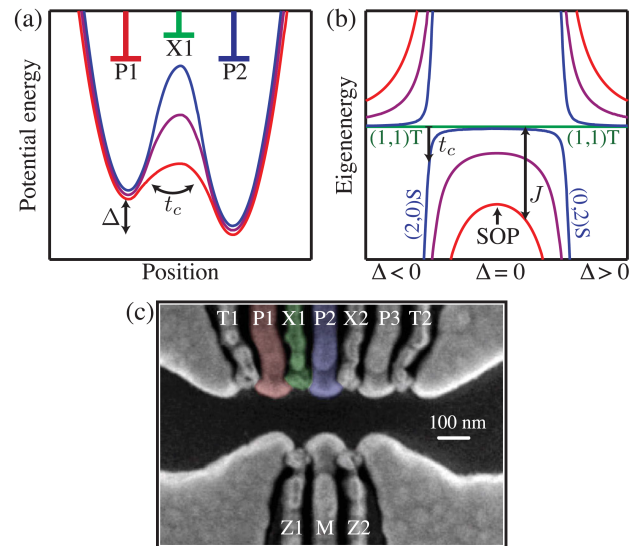 (a)
P1 X1 P2
Potential energy
Δ
t_c
Position
(b)
Eigenenergy
(1,1)T (1,1)T
t_c
(2,0)S
J
(0,2)S
SOP
Δ<0 Δ=0 Δ>0
(c)
T1 P1 X1 P2 X2 P3 T2
100 nm
Z1 M Z2